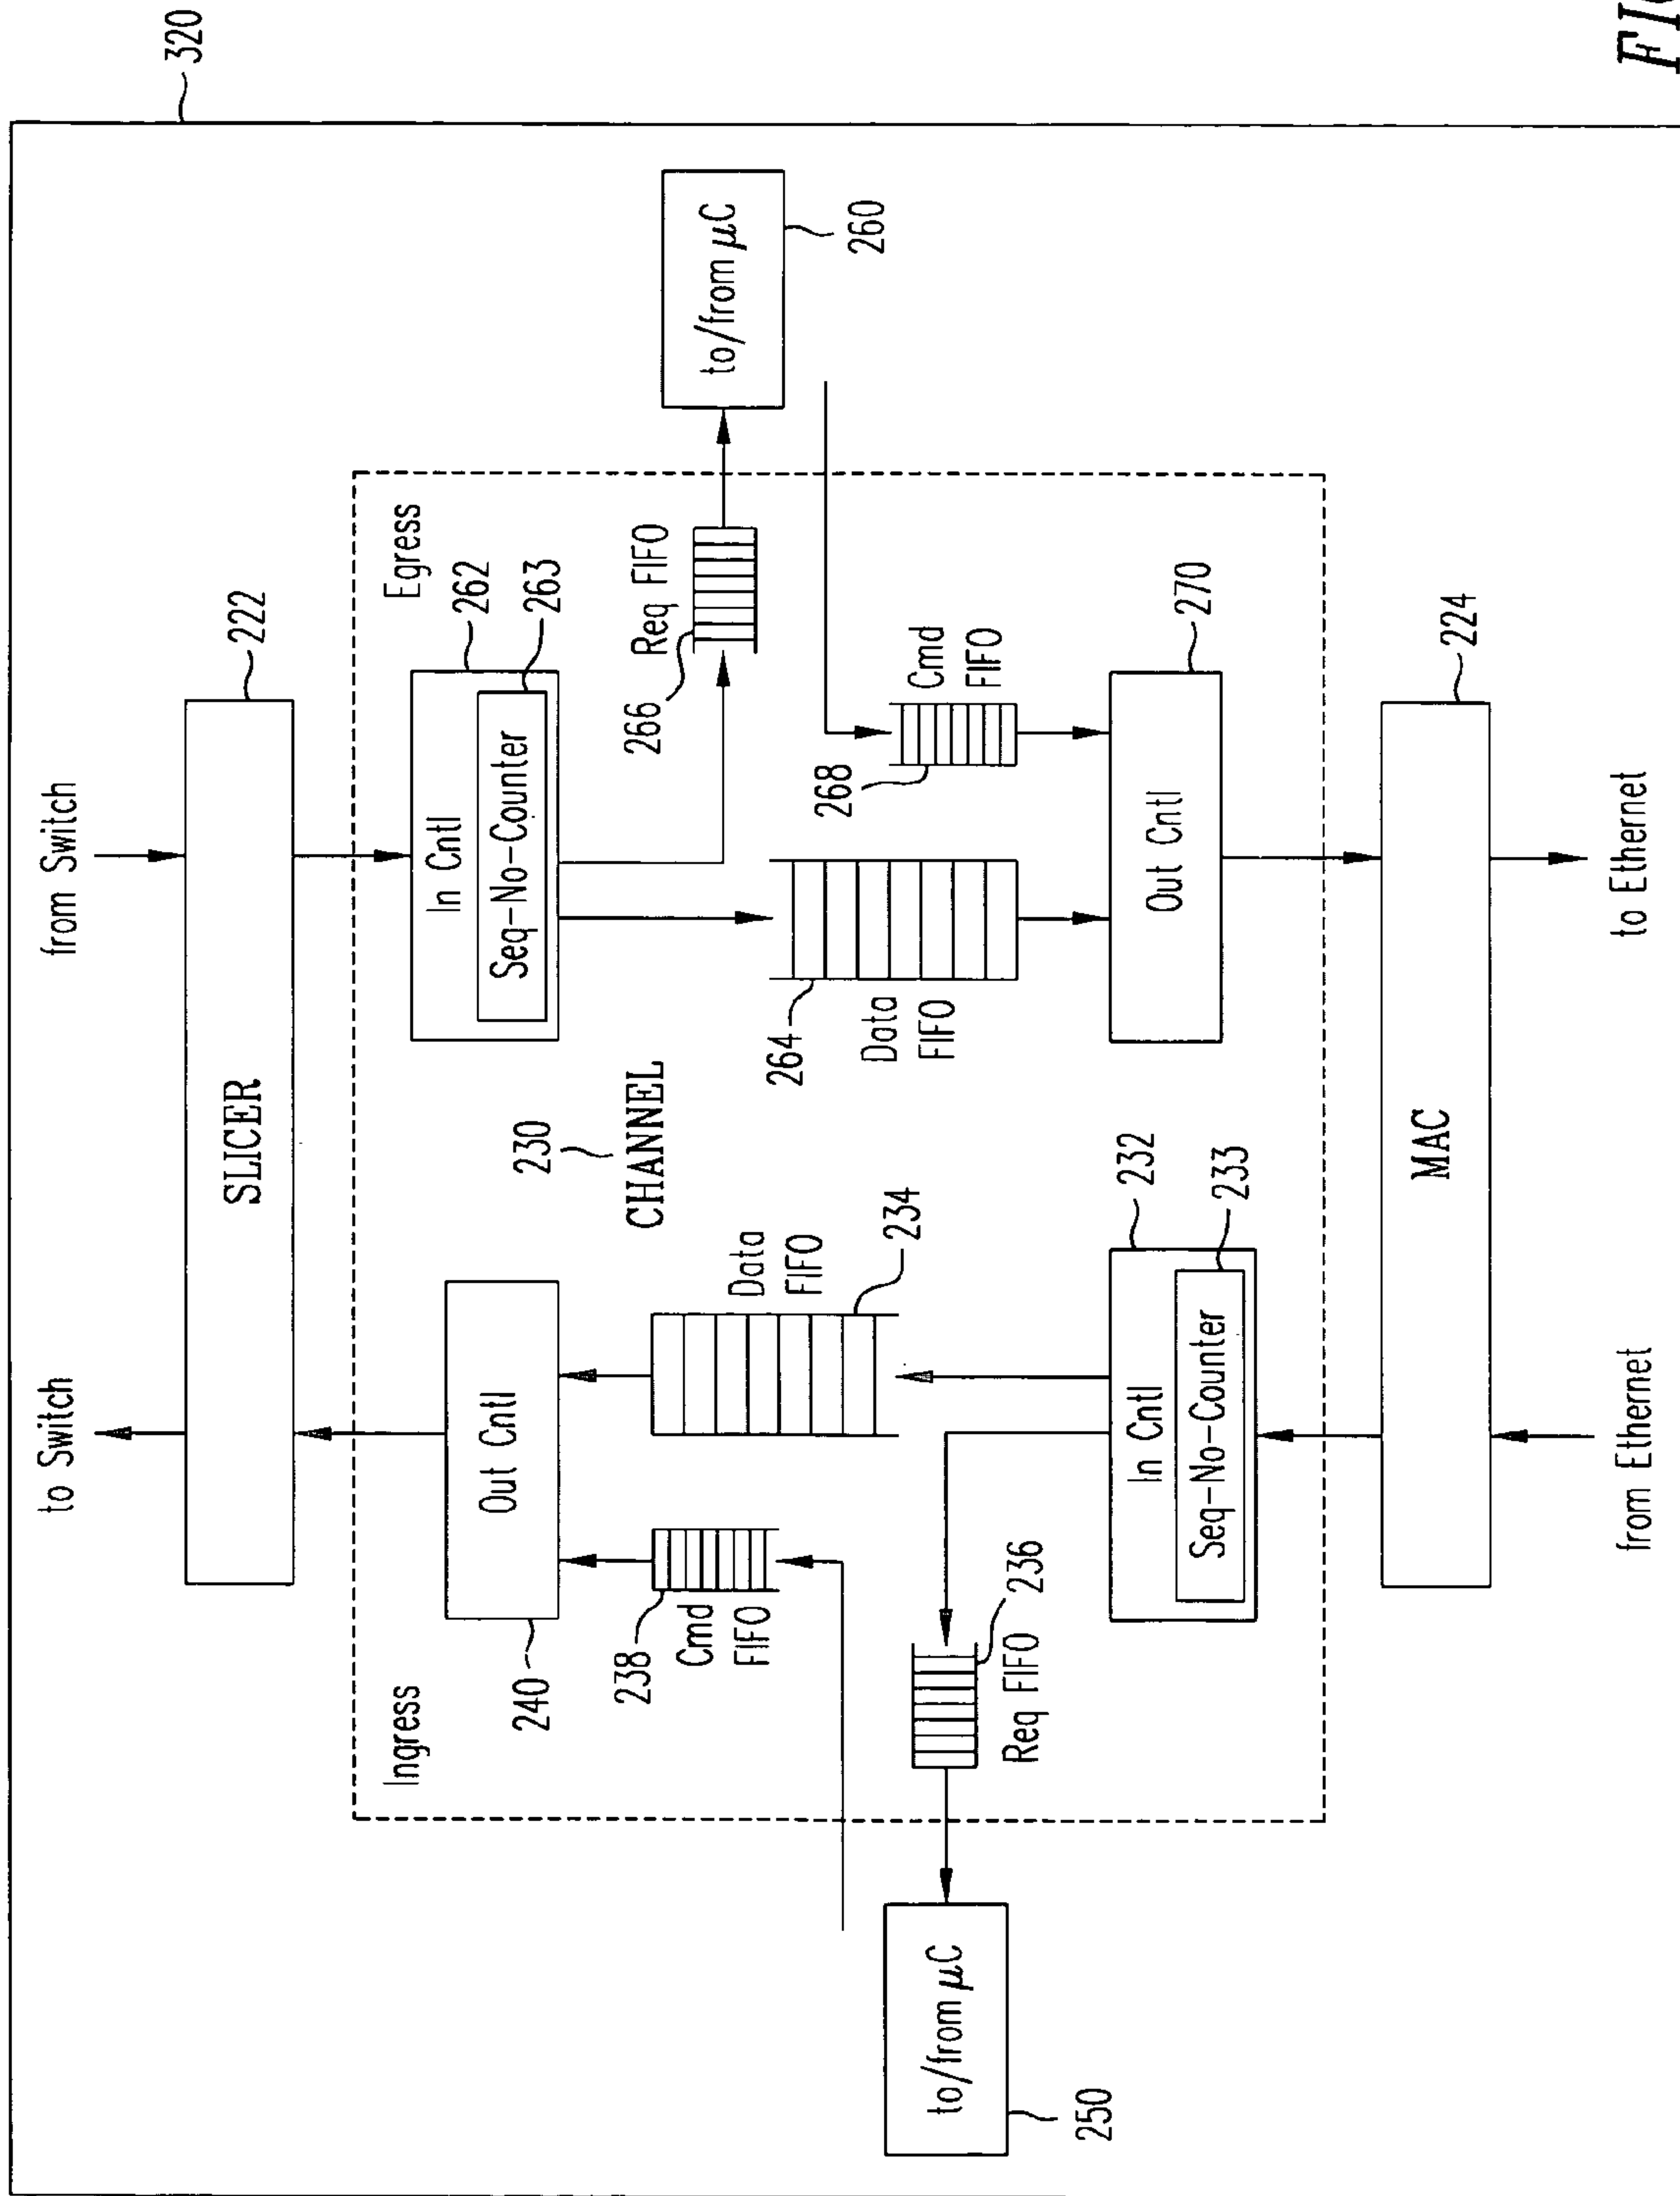 to Switch
from Switch
320
SLICER
222
Ingress
Egress
240
Out Cntl
In Cntl
262
Seq-No-Counter
263
238
Cmd
FIFO
Data
FIFO
234
230
CHANNEL
266
Req FIFO
to/from μC
260
264
Data
FIFO
268
Cmd
FIFO
to/from μC
250
236
Req FIFO
In Cntl
232
Seq-No-Counter
233
Out Cntl
270
MAC
224
from Ethernet
to Ethernet